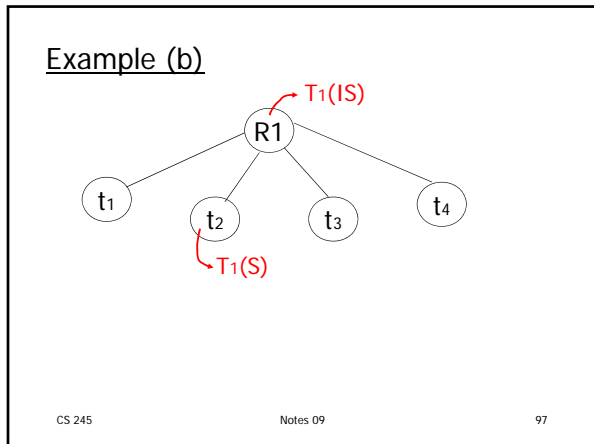 Example (b)
T1(IS)
R1
t1
t2
t3
t4
T1(S)
CS 245
Notes 09
97